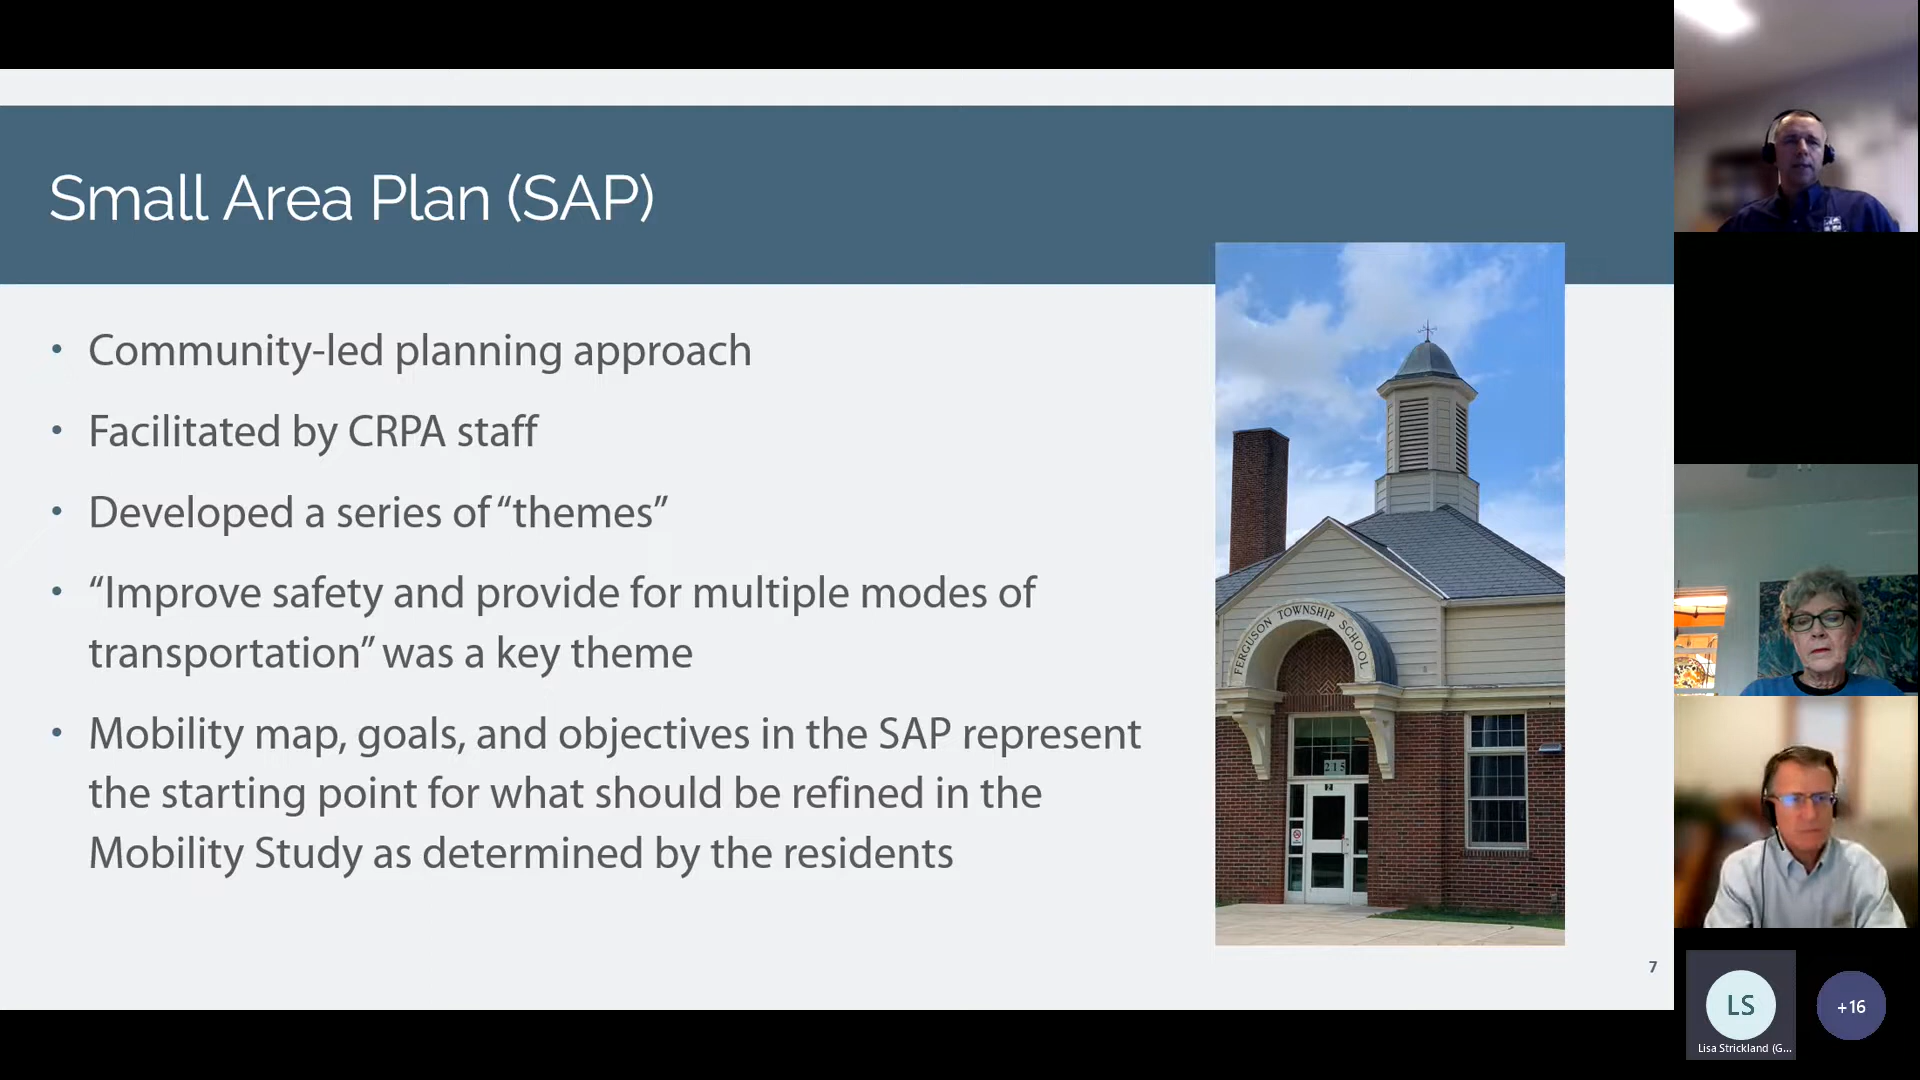 Small Area Plan (SAP)
• Community-led planning approach
• Facilitated by CRPA staff
• Developed a series of “themes”
• “Improve safety and provide for multiple modes of
transportation” was a key theme
• Mobility map, goals, and objectives in the SAP represent
the starting point for what should be refined in the
Mobility Study as determined by the residents
FERGUSON TOWNSHIP SCHOOL
215
7
LS
Lisa Strickland (G...
+16